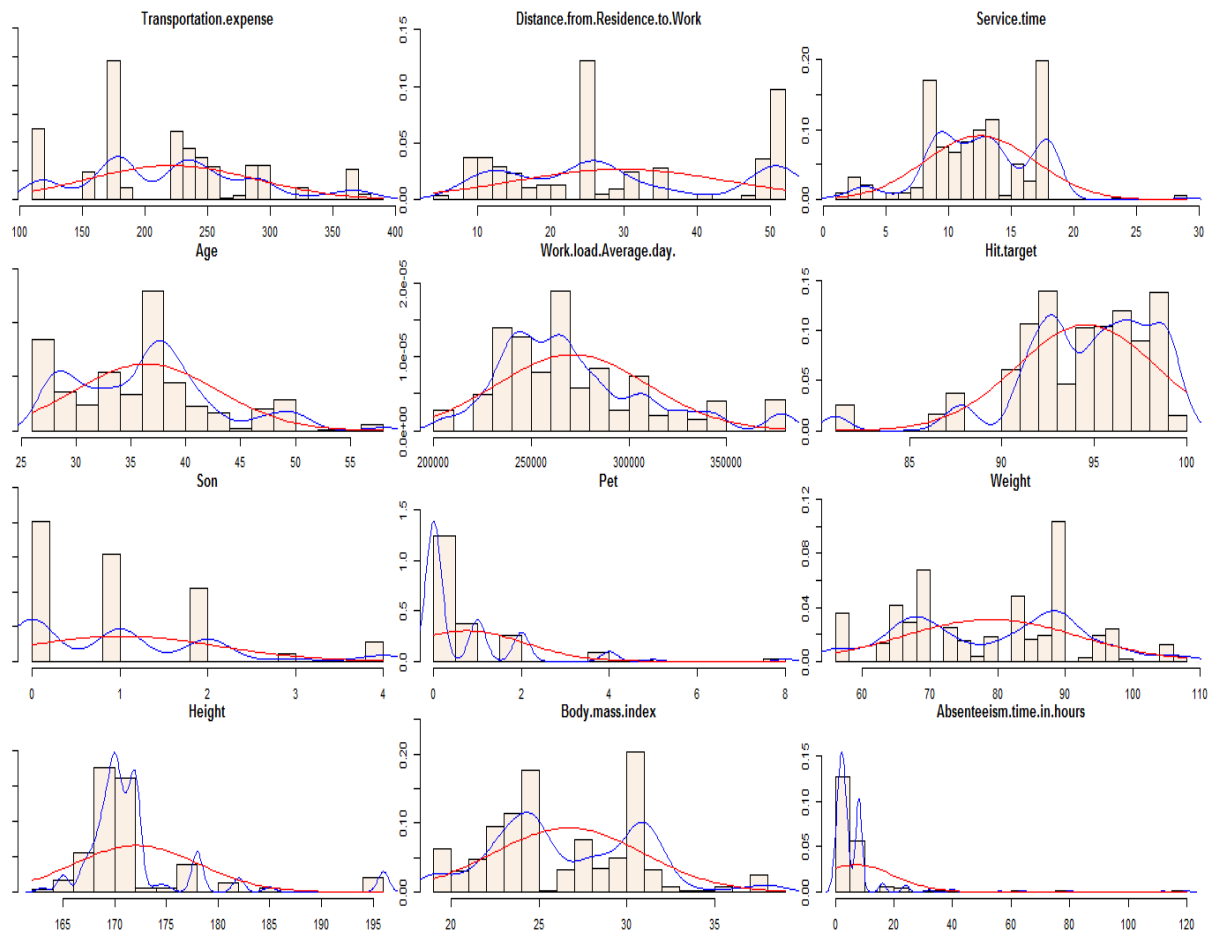 Transportation.expense Distance.from.Residence.to.Work Service.time
0.00 0.05 0.10 0.15
0.00 0.10 0.20
100 150 200 250 300 350 400
10 20 30 40 50
0 5 10 15 20 25 30
Age Work.load.Average.day. Hit.target
0.0e+00 1.0e-05 2.0e-05
0.00 0.05 0.10 0.15
25 30 35 40 45 50 55
200000 250000 300000 350000
85 90 95 100
Son Pet Weight
0.0 0.5 1.0 1.5
0.00 0.04 0.08 0.12
0 1 2 3 4
0 2 4 6 8
60 70 80 90 100 110
Height Body.mass.index Absenteeism.time.in.hours
0.00 0.10 0.20
0.00 0.05 0.10 0.15
165 170 175 180 185 190 195
20 25 30 35
0 20 40 60 80 100 120